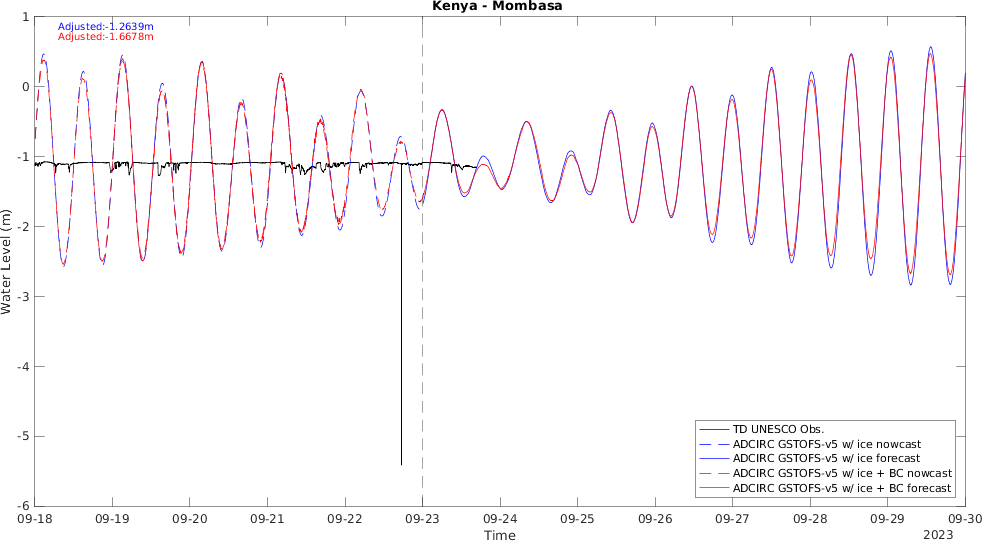 Kenya - Mombasa
Adjusted:-1.2639m
Adjusted:-1.6678m
1
0
-1
-2
-3
-4
-5
-6
Water Level (m)
TD UNESCO Obs.
ADCIRC GSTOFS-v5 w/ ice nowcast
ADCIRC GSTOFS-v5 w/ ice forecast
ADCIRC GSTOFS-v5 w/ ice + BC nowcast
ADCIRC GSTOFS-v5 w/ ice + BC forecast
09-18 09-19 09-20 09-21 09-22 09-23 09-24 09-25 09-26 09-27 09-28 09-29 09-30
Time
2023